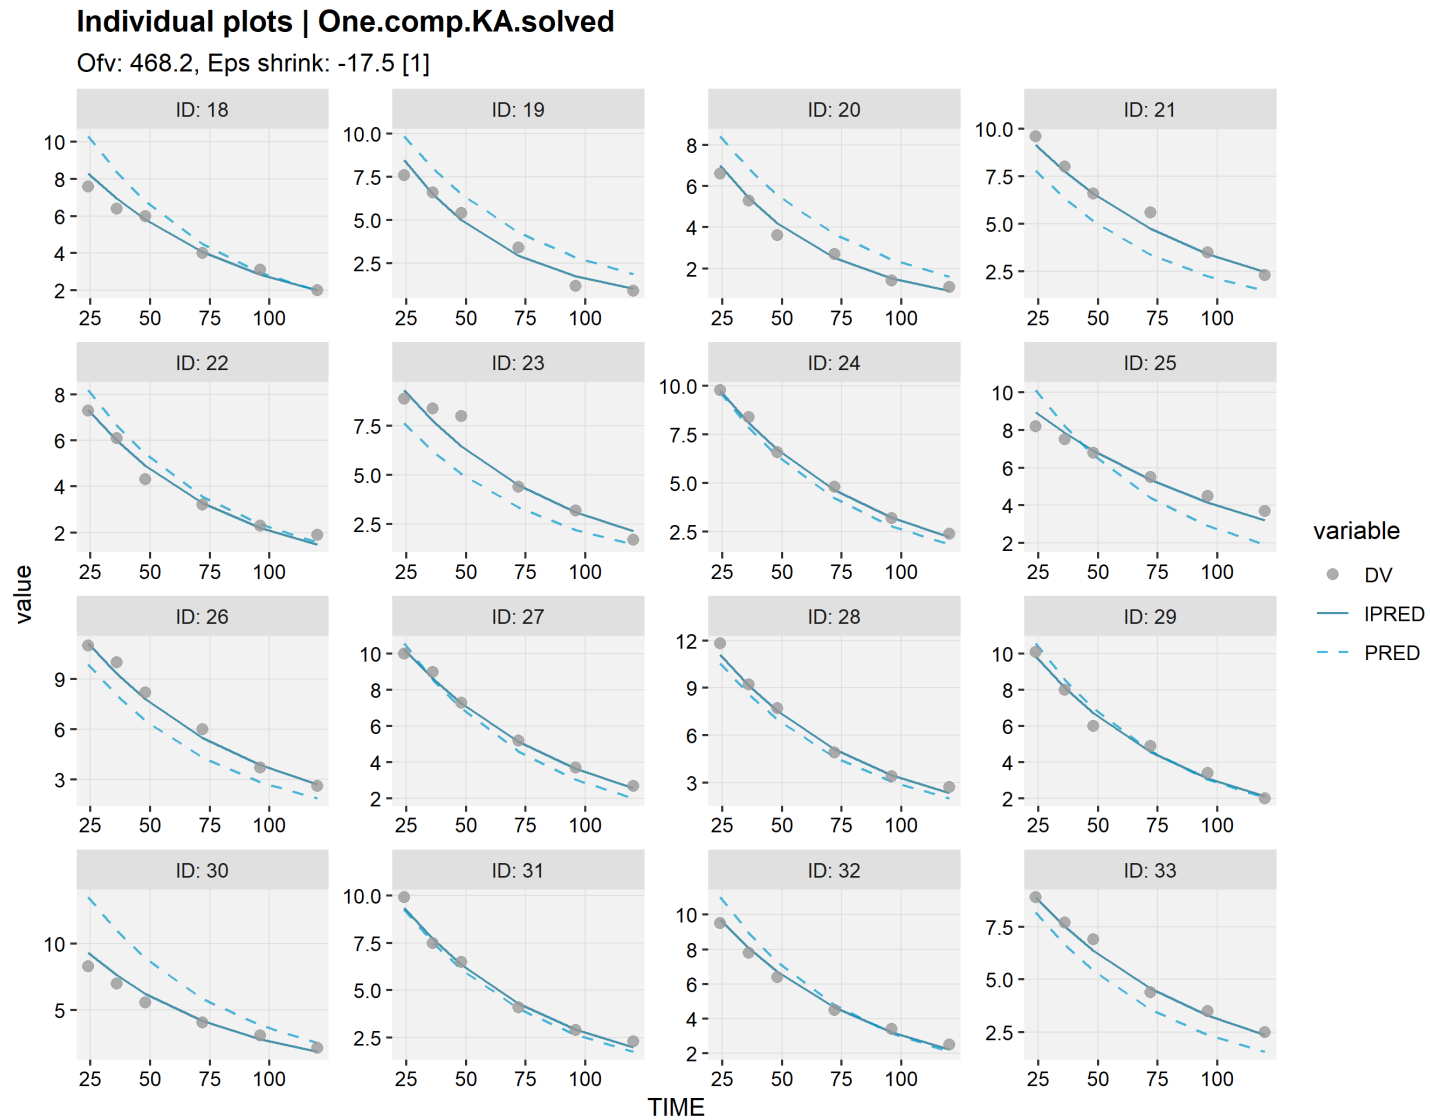 Individual plots | One.comp.KA.solved
Ofv: 468.2, Eps shrink: -17.5 [1]
ID: 18
ID: 19
ID: 20
ID: 21
10
8
6
4
2
10.0
7.5
5.0
2.5
8
6
4
2
10.0
7.5
5.0
2.5
25 50 75 100
25 50 75 100
25 50 75 100
25 50 75 100
ID: 22
ID: 23
ID: 24
ID: 25
8
6
4
2
7.5
5.0
2.5
10.0
7.5
5.0
2.5
10
8
6
4
2
25 50 75 100
25 50 75 100
25 50 75 100
25 50 75 100
value
ID: 26
ID: 27
ID: 28
ID: 29
9
6
3
10
8
6
4
2
12
9
6
3
10
8
6
4
2
25 50 75 100
25 50 75 100
25 50 75 100
25 50 75 100
ID: 30
ID: 31
ID: 32
ID: 33
10
5
10.0
7.5
5.0
2.5
10
8
6
4
2
7.5
5.0
2.5
25 50 75 100
25 50 75 100
25 50 75 100
25 50 75 100
TIME
variable
DV
IPRED
PRED